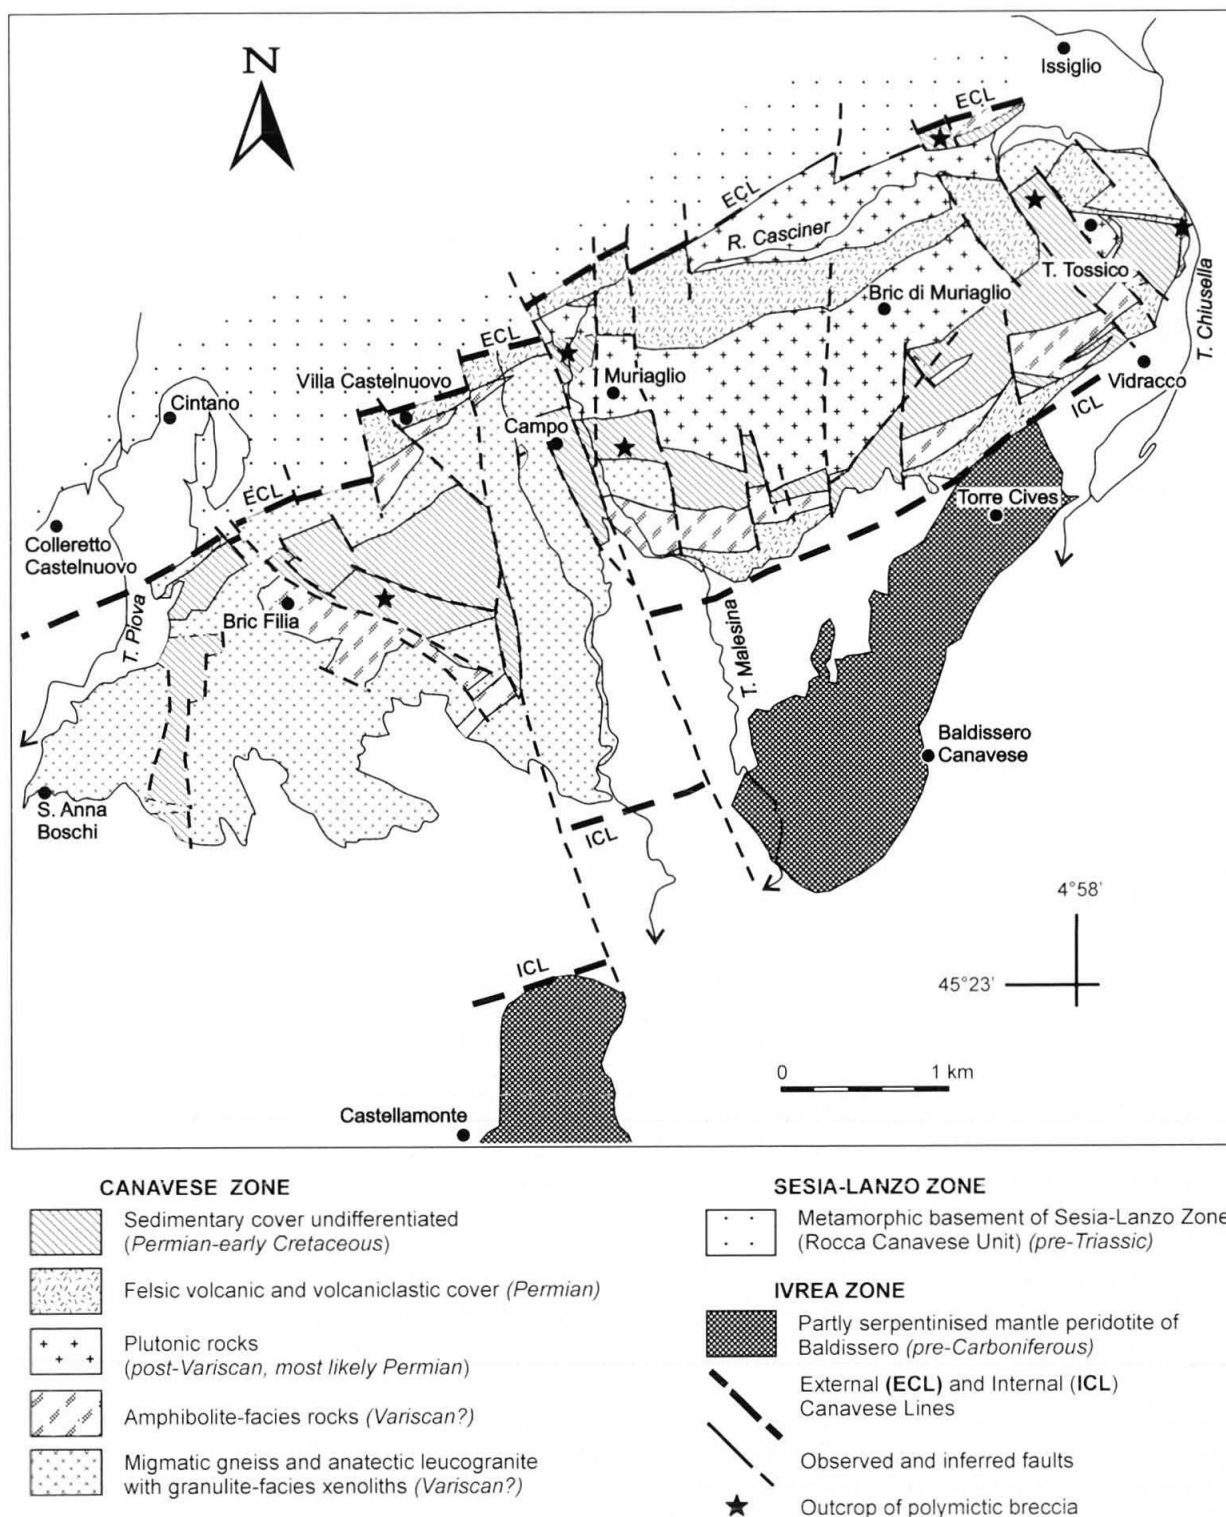 N
Issiglio
ECL
ECL
R. Casciner
T. Tossico
Bric di Muriaglio
T. Chiusella
ECL
Villa Castelnuovo
Muriaglio
Vidracco
ICL
Cintano
Campo
ECL
Torre Cives
Colleretto
Castelnuovo
Bric Filia
T. Piova
T. Malesina
Baldissero
Canavese
S. Anna
Boschi
ICL
4°58'
ICL
45°23'
0 1 km
Castellamonte
CANAVESE ZONE
Sedimentary cover undifferentiated
(Permian-early Cretaceous)
Felsic volcanic and volcaniclastic cover (Permian)
Plutonic rocks
(post-Variscan, most likely Permian)
Amphibolite-facies rocks (Variscan?)
Migmatic gneiss and anatectic leucogranite
with granulite-facies xenoliths (Variscan?)
SESIA-LANZO ZONE
Metamorphic basement of Sesia-Lanzo Zone
(Rocca Canavese Unit) (pre-Triassic)
IVREA ZONE
Partly serpentinised mantle peridotite of
Baldissero (pre-Carboniferous)
External (ECL) and Internal (ICL)
Canavese Lines
Observed and inferred faults
Outcrop of polymictic breccia